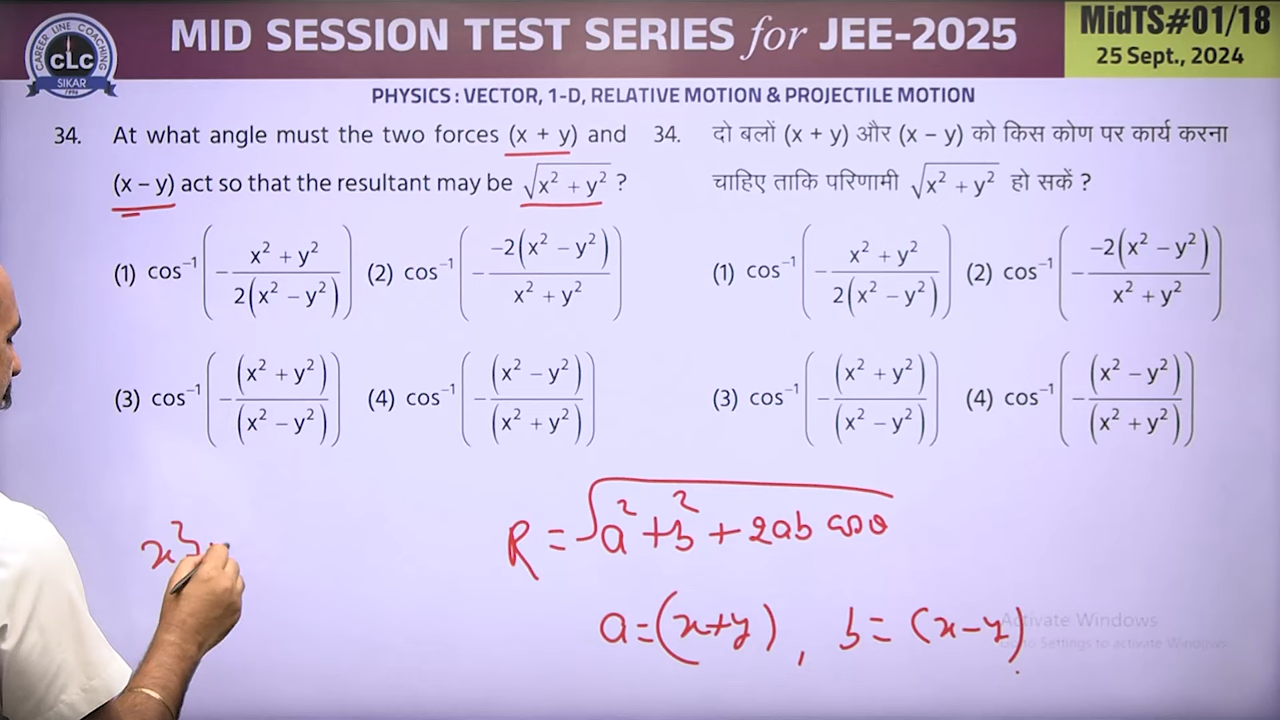 CAREER LINE COACHING
CLC
SIKAR
MID SESSION TEST SERIES for JEE-2025
MidTS#01/18
25 Sept., 2024
PHYSICS : VECTOR, 1-D, RELATIVE MOTION & PROJECTILE MOTION
34. At what angle must the two forces (x + y) and
(x – y) act so that the resultant may be √(x² + y²) ?
(1) cos⁻¹(−(x² + y²)/(2(x² − y²))) (2) cos⁻¹(−(−2(x² − y²))/(x² + y²))
(3) cos⁻¹(−(x² + y²)/(x² − y²)) (4) cos⁻¹(−(x² − y²)/(x² + y²))
34. दो बलों (x + y) और (x – y) को किस कोण पर कार्य करना
चाहिए ताकि परिणामी √(x² + y²) हो सकें ?
(1) cos⁻¹(−(x² + y²)/(2(x² − y²))) (2) cos⁻¹(−(−2(x² − y²))/(x² + y²))
(3) cos⁻¹(−(x² + y²)/(x² − y²)) (4) cos⁻¹(−(x² − y²)/(x² + y²))
R = √(a² + b² + 2ab cos θ)
a = (x+y), b = (x−y)
Activate Windows
Go to Settings to activate Windows.